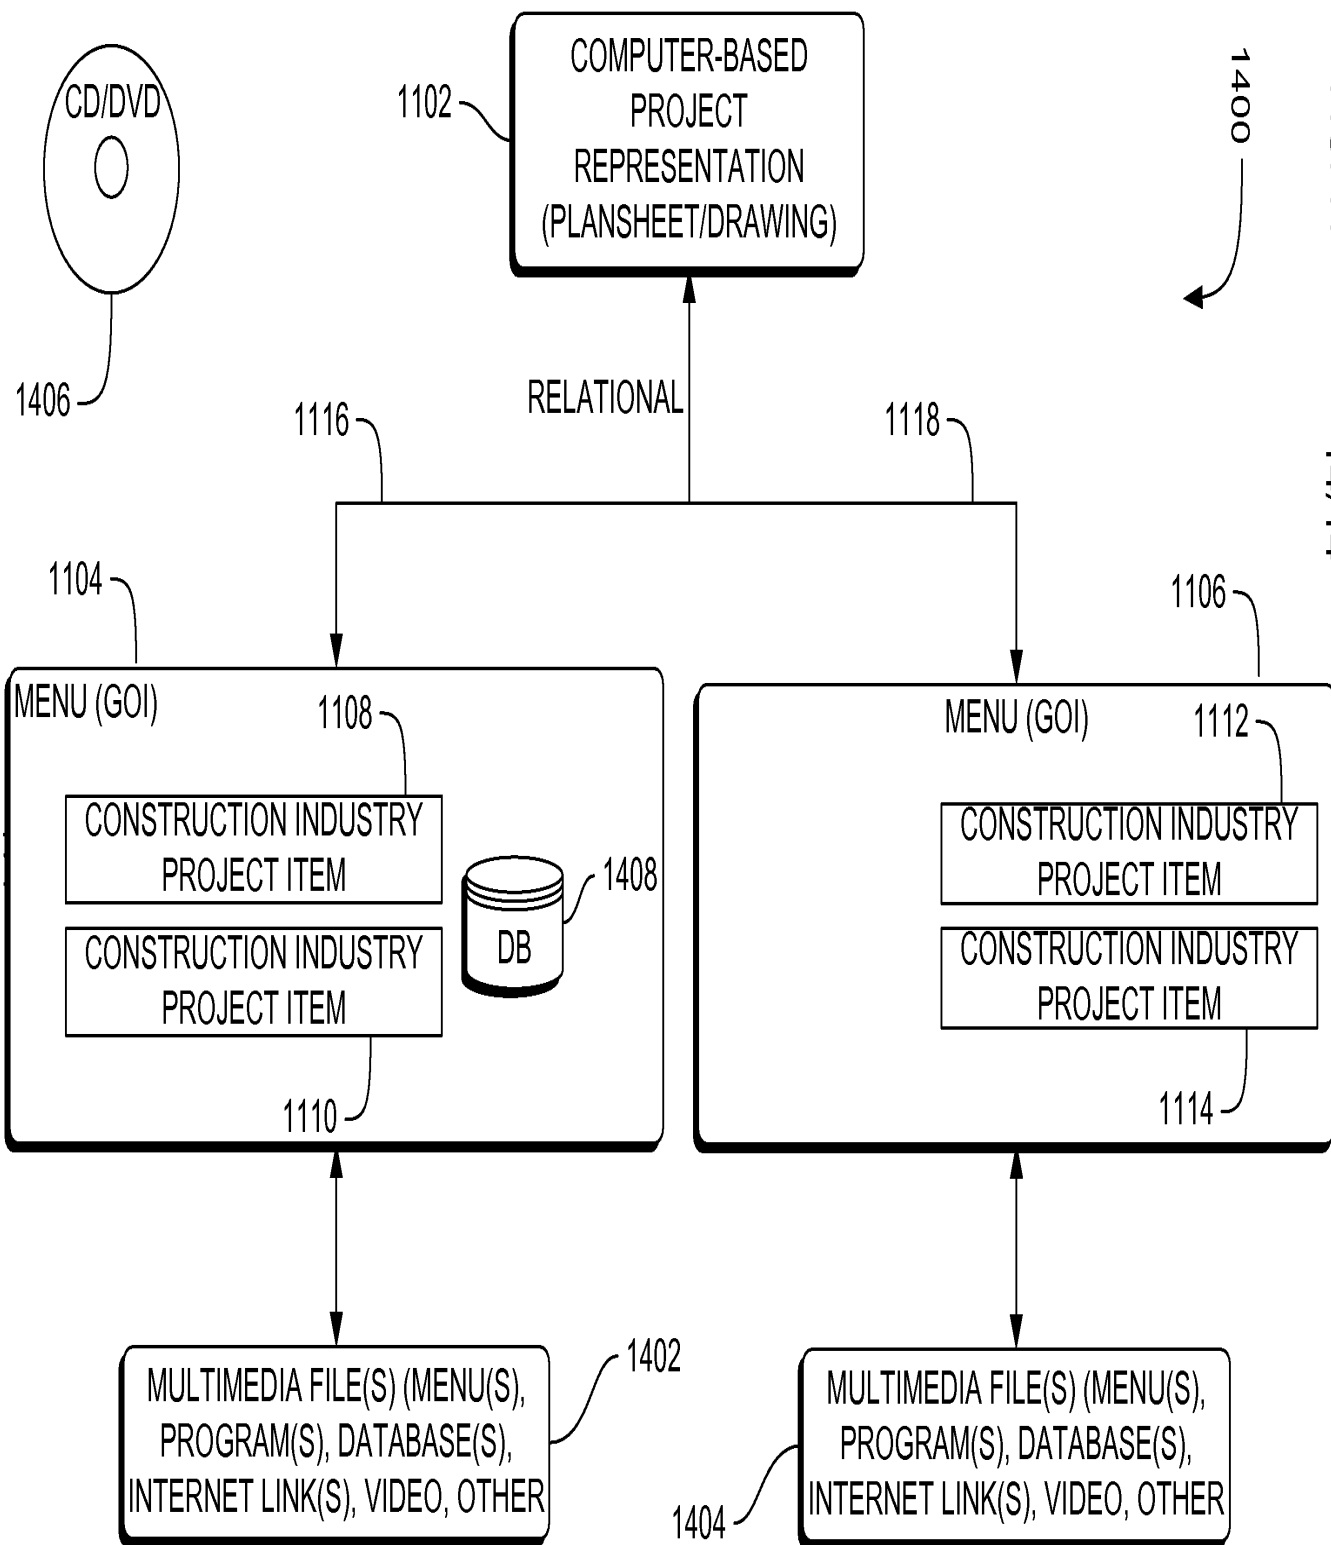 COMPUTER-BASED
PROJECT
REPRESENTATION
(PLANSHEET/DRAWING)
1102
CD/DVD
1406
1400
RELATIONAL
1116
1118
1104
1106
MENU (GOI)
1108
CONSTRUCTION INDUSTRY
PROJECT ITEM
CONSTRUCTION INDUSTRY
PROJECT ITEM
1110
DB
1408
MENU (GOI)
1112
CONSTRUCTION INDUSTRY
PROJECT ITEM
CONSTRUCTION INDUSTRY
PROJECT ITEM
1114
MULTIMEDIA FILE(S) (MENU(S),
PROGRAM(S), DATABASE(S),
INTERNET LINK(S), VIDEO, OTHER
1402
MULTIMEDIA FILE(S) (MENU(S),
PROGRAM(S), DATABASE(S),
INTERNET LINK(S), VIDEO, OTHER
1404